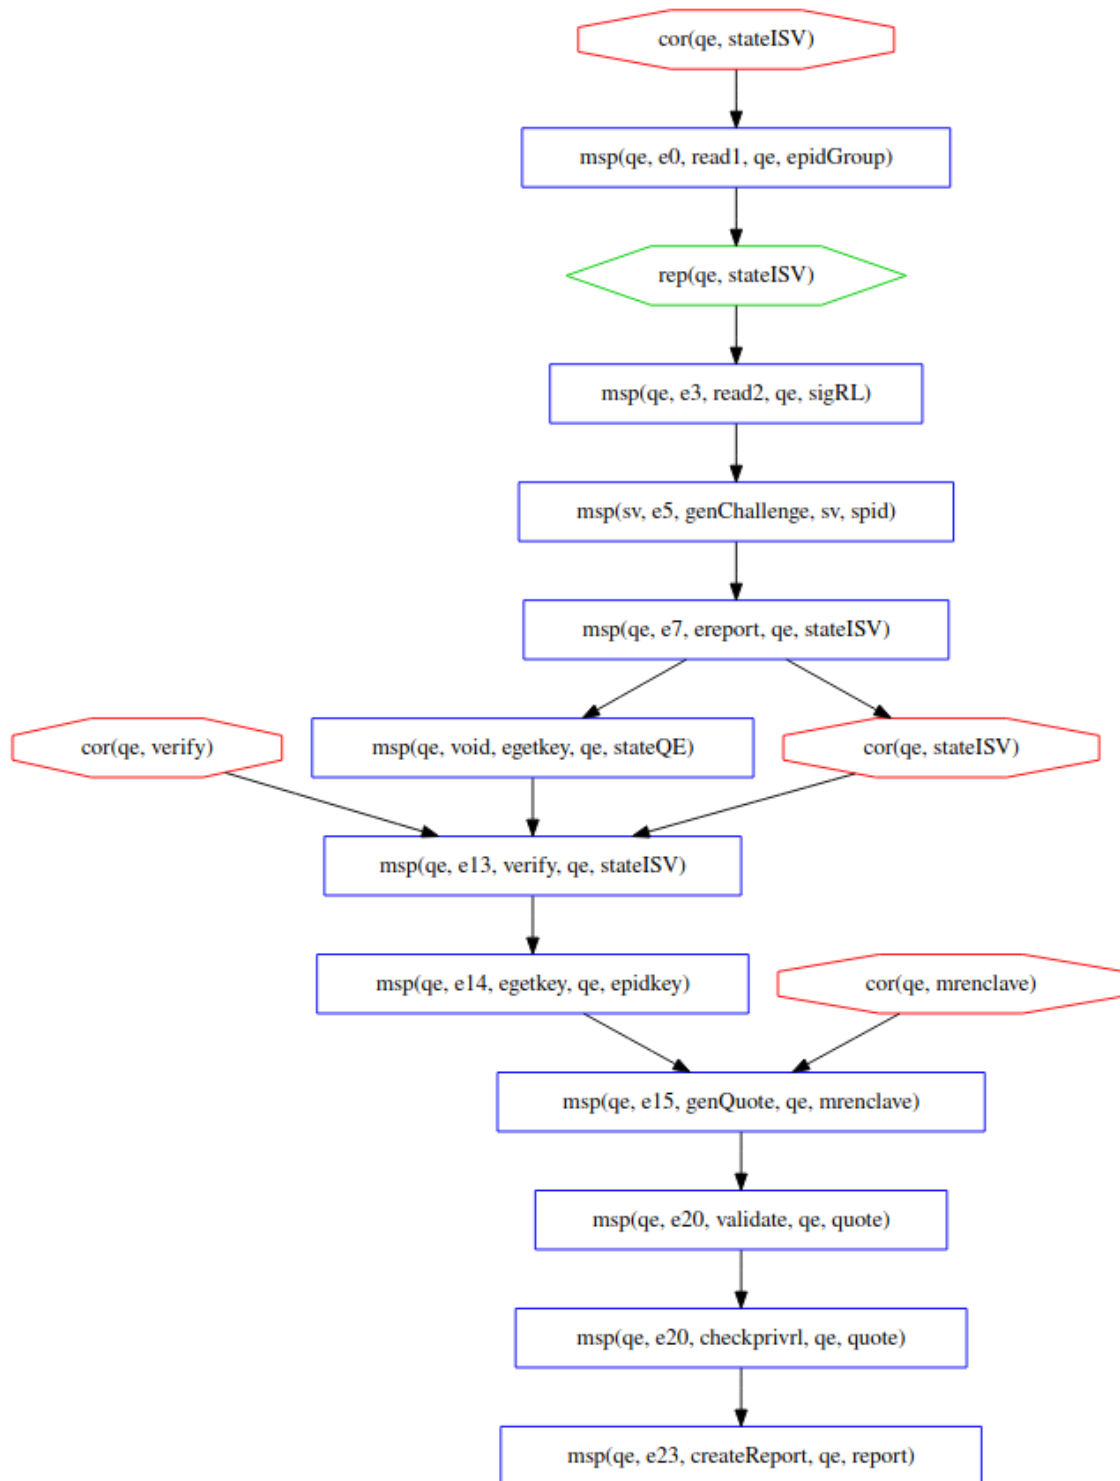 cor(qe, stateISV)
msp(qe, e0, read1, qe, epidGroup)
rep(qe, stateISV)
msp(qe, e3, read2, qe, sigRL)
msp(sv, e5, genChallenge, sv, spid)
msp(qe, e7, ereport, qe, stateISV)
cor(qe, verify)
msp(qe, void, egetkey, qe, stateQE)
cor(qe, stateISV)
msp(qe, e13, verify, qe, stateISV)
msp(qe, e14, egetkey, qe, epidkey)
cor(qe, mrenclave)
msp(qe, e15, genQuote, qe, mrenclave)
msp(qe, e20, validate, qe, quote)
msp(qe, e20, checkprivrl, qe, quote)
msp(qe, e23, createReport, qe, report)